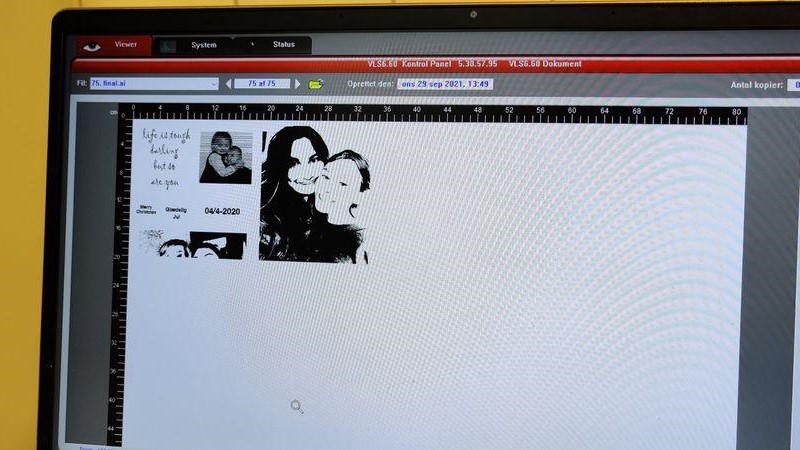 Viewer System Status
VLS6.60 Kontrol Panel 5.38.57.95 VLS6.60 Dokument
Fil: 75. final.ai 75 af 75 Oprettet den: ons 29 sep 2021, 13:49 Antal kopier:
cm 0 4 8 12 16 20 24 28 32 36 40 44 48 52 56 60 64 68 72 76 80
0
4
8
12
16
20
24
28
32
36
40
44
life is tough
darling
but so
are you
Merry
Christmas
Glædelig
Jul
04/4-2020